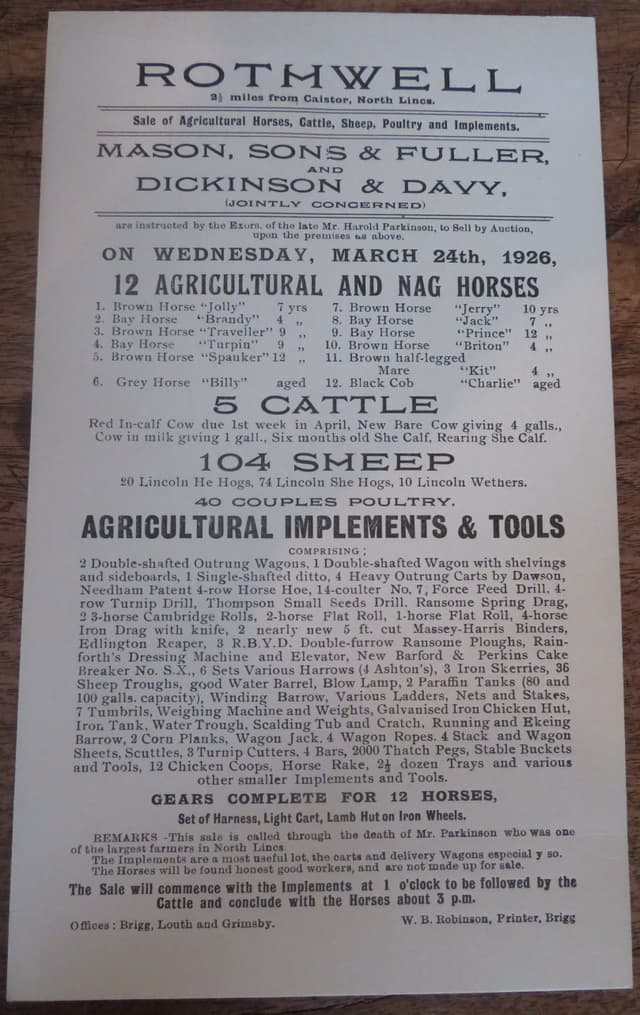 ROTHWELL
2½ miles from Caistor, North Lincs.
Sale of Agricultural Horses, Cattle, Sheep, Poultry and Implements.
MASON, SONS & FULLER,
AND
DICKINSON & DAVY,
(JOINTLY CONCERNED)
are instructed by the Exors. of the late Mr. Harold Parkinson, to Sell by Auction,
upon the premises as above.
ON WEDNESDAY, MARCH 24th, 1926,
12 AGRICULTURAL AND NAG HORSES
1. Brown Horse "Jolly" 7 yrs
2. Bay Horse "Brandy" 4 „
3. Brown Horse "Traveller" 9 „
4. Bay Horse "Turpin" 9 „
5. Brown Horse "Spanker" 12 „
6. Grey Horse "Billy" aged
7. Brown Horse "Jerry" 10 yrs
8. Bay Horse "Jack" 7 „
9. Bay Horse "Prince" 12 „
10. Brown Horse "Briton" 4 „
11. Brown half-legged
Mare "Kit" 4 „
12. Black Cob "Charlie" aged
5 CATTLE
Red In-calf Cow due 1st week in April, New Bare Cow giving 4 galls.,
Cow in milk giving 1 gall., Six months old She Calf, Rearing She Calf.
104 SHEEP
20 Lincoln He Hogs, 74 Lincoln She Hogs, 10 Lincoln Wethers.
40 COUPLES POULTRY.
AGRICULTURAL IMPLEMENTS & TOOLS
COMPRISING ;
2 Double-shafted Outrung Wagons, 1 Double-shafted Wagon with shelvings
and sideboards, 1 Single-shafted ditto, 4 Heavy Outrung Carts by Dawson,
Needham Patent 4-row Horse Hoe, 14-coulter No. 7, Force Feed Drill, 4-
row Turnip Drill, Thompson Small Seeds Drill. Ransome Spring Drag,
2 3-horse Cambridge Rolls, 2-horse Flat Roll, 1-horse Flat Roll, 4-horse
Iron Drag with knife, 2 nearly new 5 ft. cut Massey-Harris Binders,
Edlington Reaper, 3 R.B.Y.D. Double-furrow Ransome Ploughs, Rain-
forth's Dressing Machine and Elevator, New Barford & Perkins Cake
Breaker No. S.X., 6 Sets Various Harrows (4 Ashton's), 3 Iron Skerries, 36
Sheep Troughs, good Water Barrel, Blow Lamp, 2 Paraffin Tanks (80 and
100 galls. capacity), Winding Barrow, Various Ladders, Nets and Stakes,
7 Tumbrils, Weighing Machine and Weights, Galvanised Iron Chicken Hut,
Iron Tank, Water Trough, Scalding Tub and Cratch, Running and Ekeing
Barrow, 2 Corn Planks, Wagon Jack, 4 Wagon Ropes. 4 Stack and Wagon
Sheets, Scuttles, 3 Turnip Cutters, 4 Bars, 2000 Thatch Pegs, Stable Buckets
and Tools, 12 Chicken Coops, Horse Rake, 2½ dozen Trays and various
other smaller Implements and Tools.
GEARS COMPLETE FOR 12 HORSES,
Set of Harness, Light Cart, Lamb Hut on Iron Wheels.
REMARKS -This sale is called through the death of Mr. Parkinson who was one
of the largest farmers in North Lincs
The Implements are a most useful lot, the carts and delivery Wagons especial y so.
The Horses will be found honest good workers, and are not made up for sale.
The Sale will commence with the Implements at 1 o'clock to be followed by the
Cattle and conclude with the Horses about 3 p.m.
Offices : Brigg, Louth and Grimsby. W. B. Robinson, Printer, Brigg